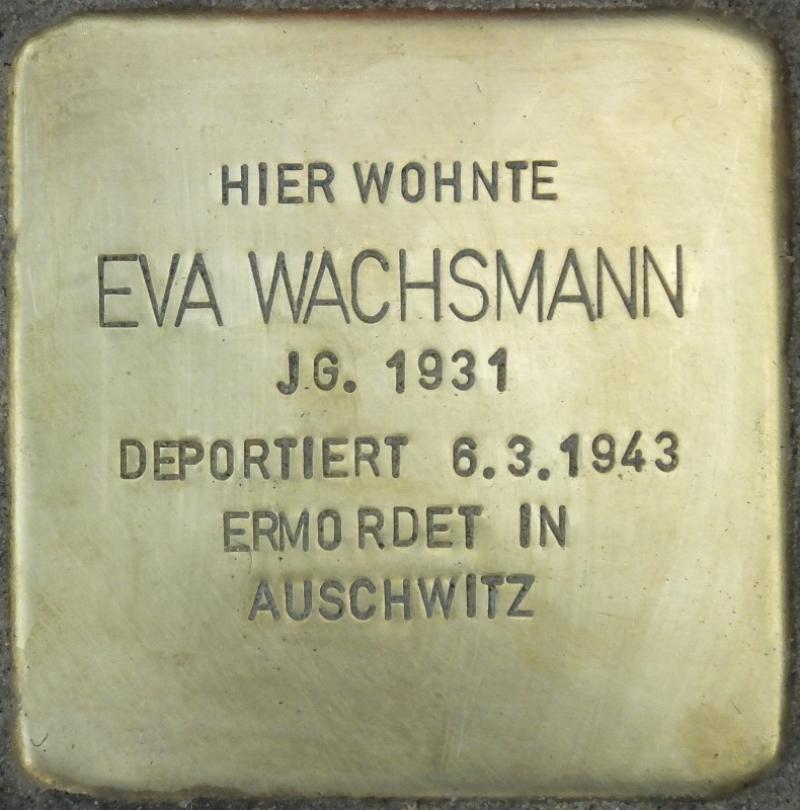 HIER WOHNTE
EVA WACHSMANN
JG. 1931
DEPORTIERT 6.3.1943
ERMORDET IN
AUSCHWITZ